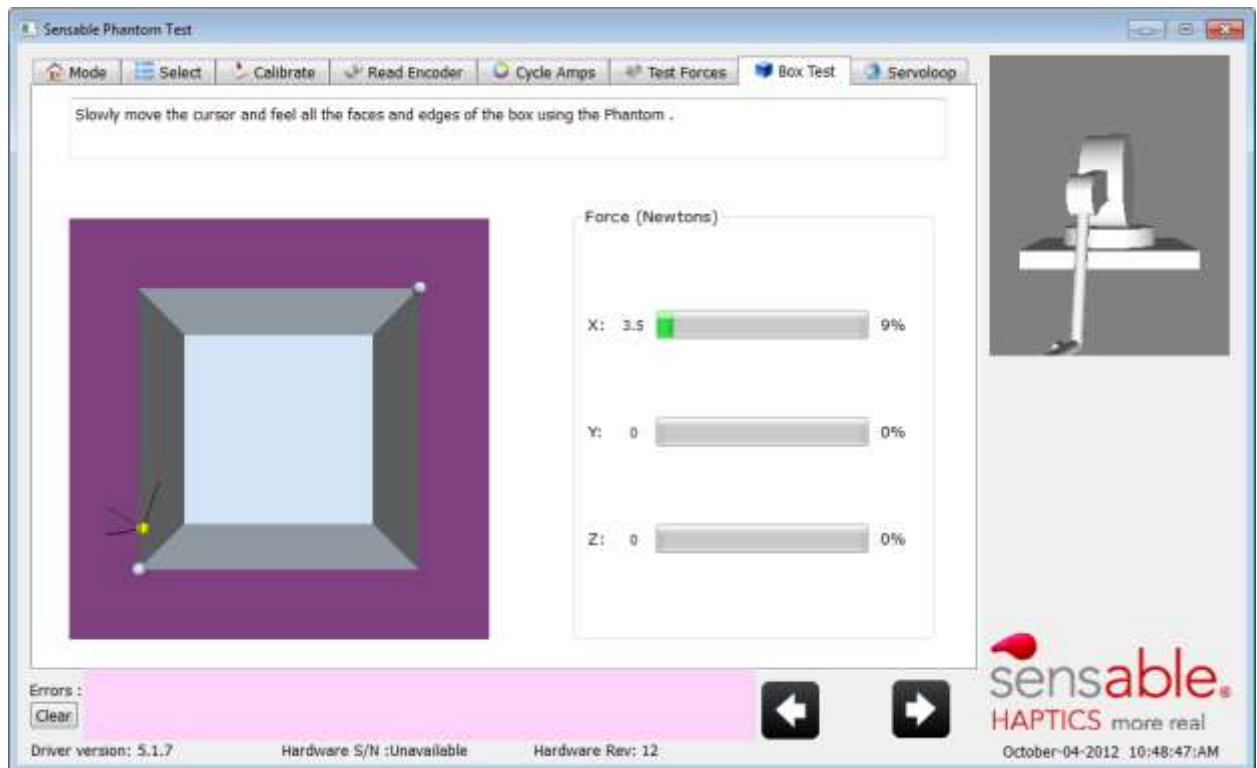 Sensable Phantom Test
Mode Select Calibrate Read Encoder Cycle Amps Test Forces Box Test Servoloop
Slowly move the cursor and feel all the faces and edges of the box using the Phantom .
Force (Newtons)
X: 3.5 9%
Y: 0 0%
Z: 0 0%
sensable®
HAPTICS more real
Errors :
Clear
Driver version: 5.1.7 Hardware S/N :Unavailable Hardware Rev: 12 October-04-2012 10:48:47:AM